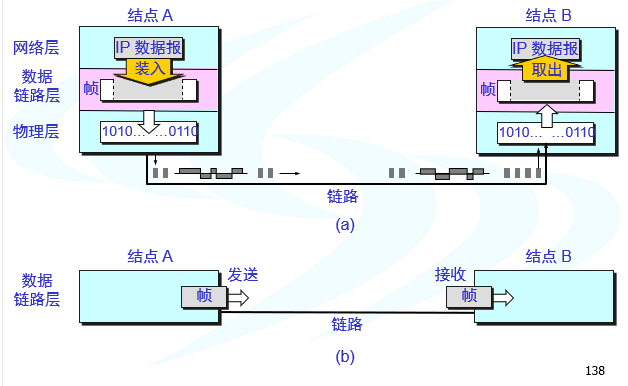 结点 A
结点 B
网络层
IP 数据报
IP 数据报
装入
取出
数据
链路层
帧
帧
物理层
1010… …0110
1010… …0110
链路
(a)
结点 A
结点 B
数据
链路层
发送
接收
帧
帧
链路
(b)
138